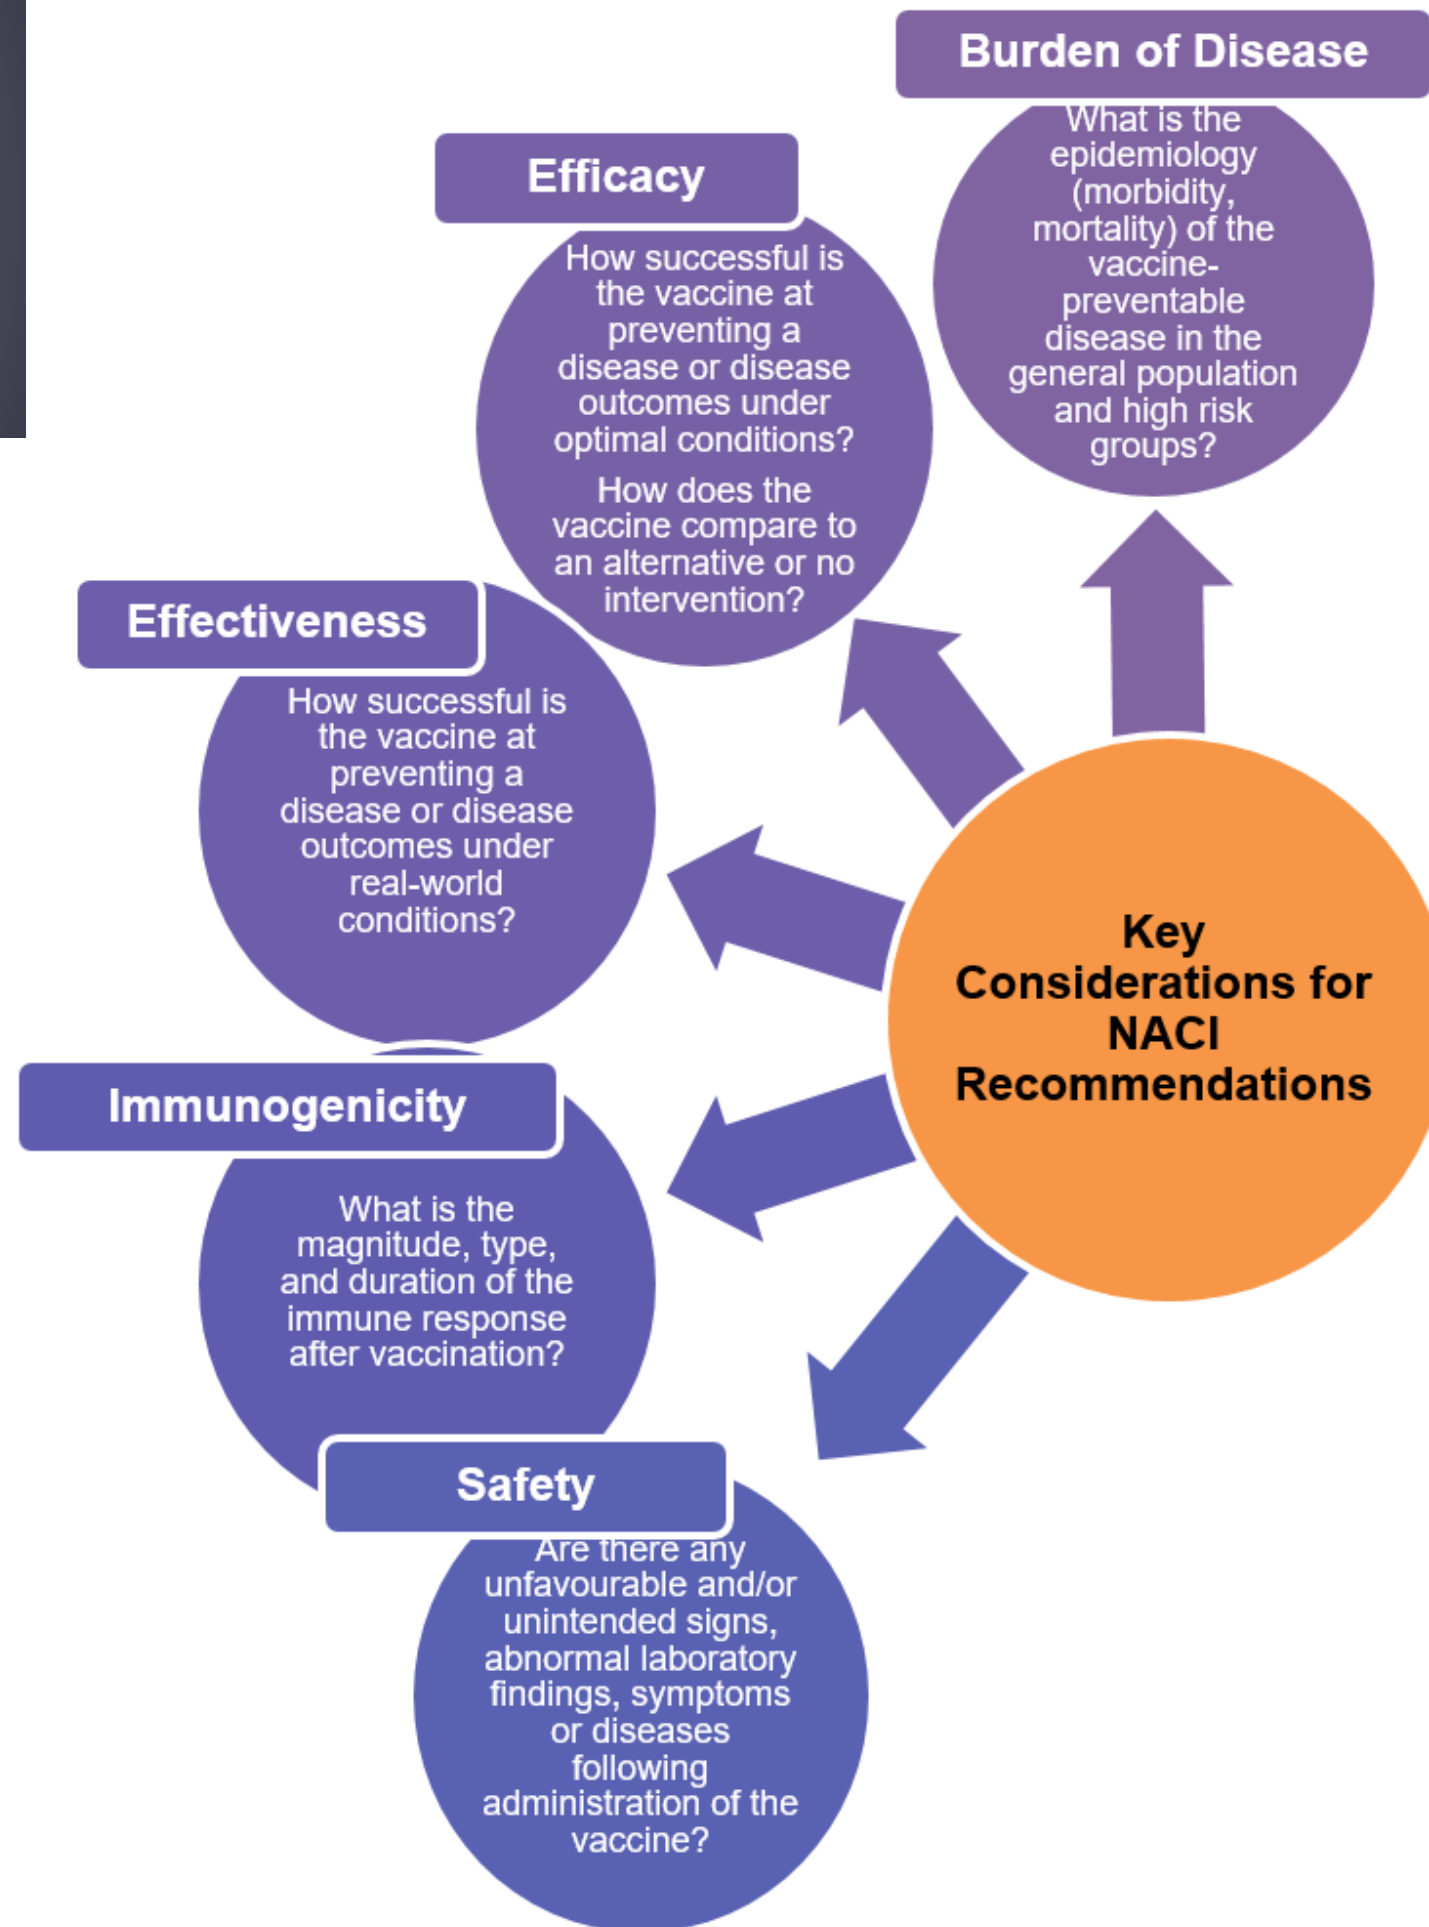 Burden of Disease
What is the
epidemiology
(morbidity,
mortality) of the
vaccine-
preventable
disease in the
general population
and high risk
groups?
Efficacy
How successful is
the vaccine at
preventing a
disease or disease
outcomes under
optimal conditions?
How does the
vaccine compare to
an alternative or no
intervention?
Effectiveness
How successful is
the vaccine at
preventing a
disease or disease
outcomes under
real-world
conditions?
Immunogenicity
What is the
magnitude, type,
and duration of the
immune response
after vaccination?
Safety
Are there any
unfavourable and/or
unintended signs,
abnormal laboratory
findings, symptoms
or diseases
following
administration of the
vaccine?
Key
Considerations for
NACI
Recommendations